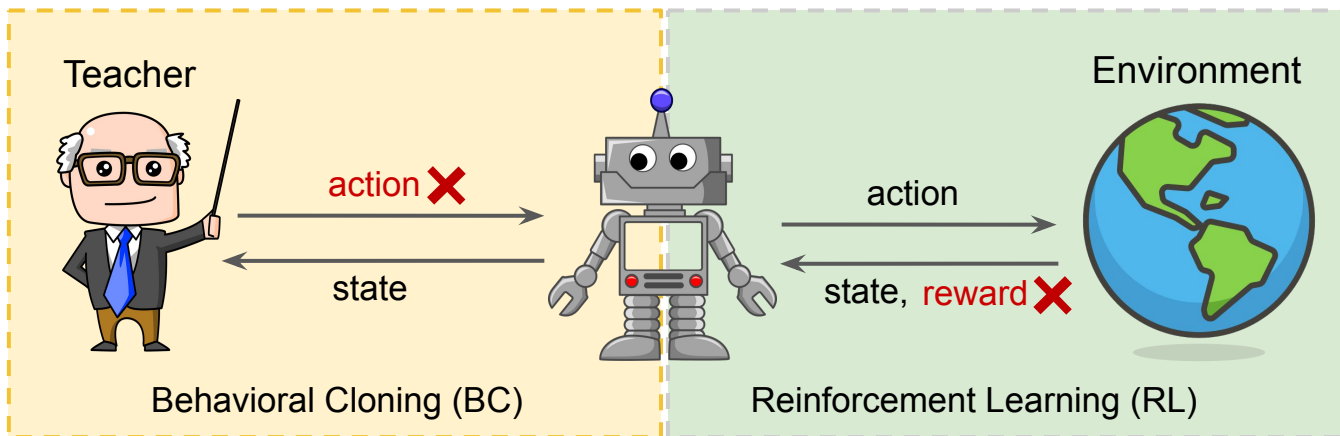 Teacher
Environment
action
action
state
state, reward
Behavioral Cloning (BC)
Reinforcement Learning (RL)